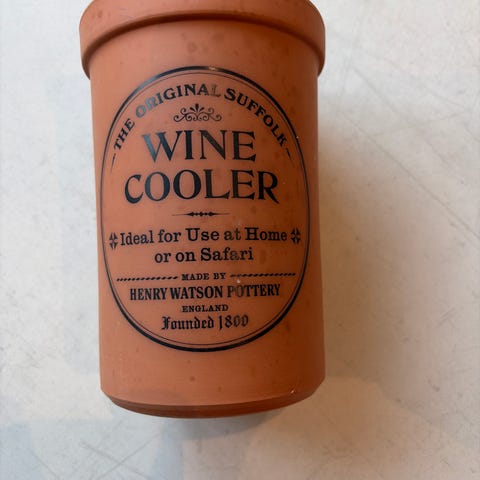 THE ORIGINAL SUFFOLK
WINE
COOLER
Ideal for Use at Home
or on Safari
MADE BY
HENRY WATSON POTTERY
ENGLAND
Founded 1800